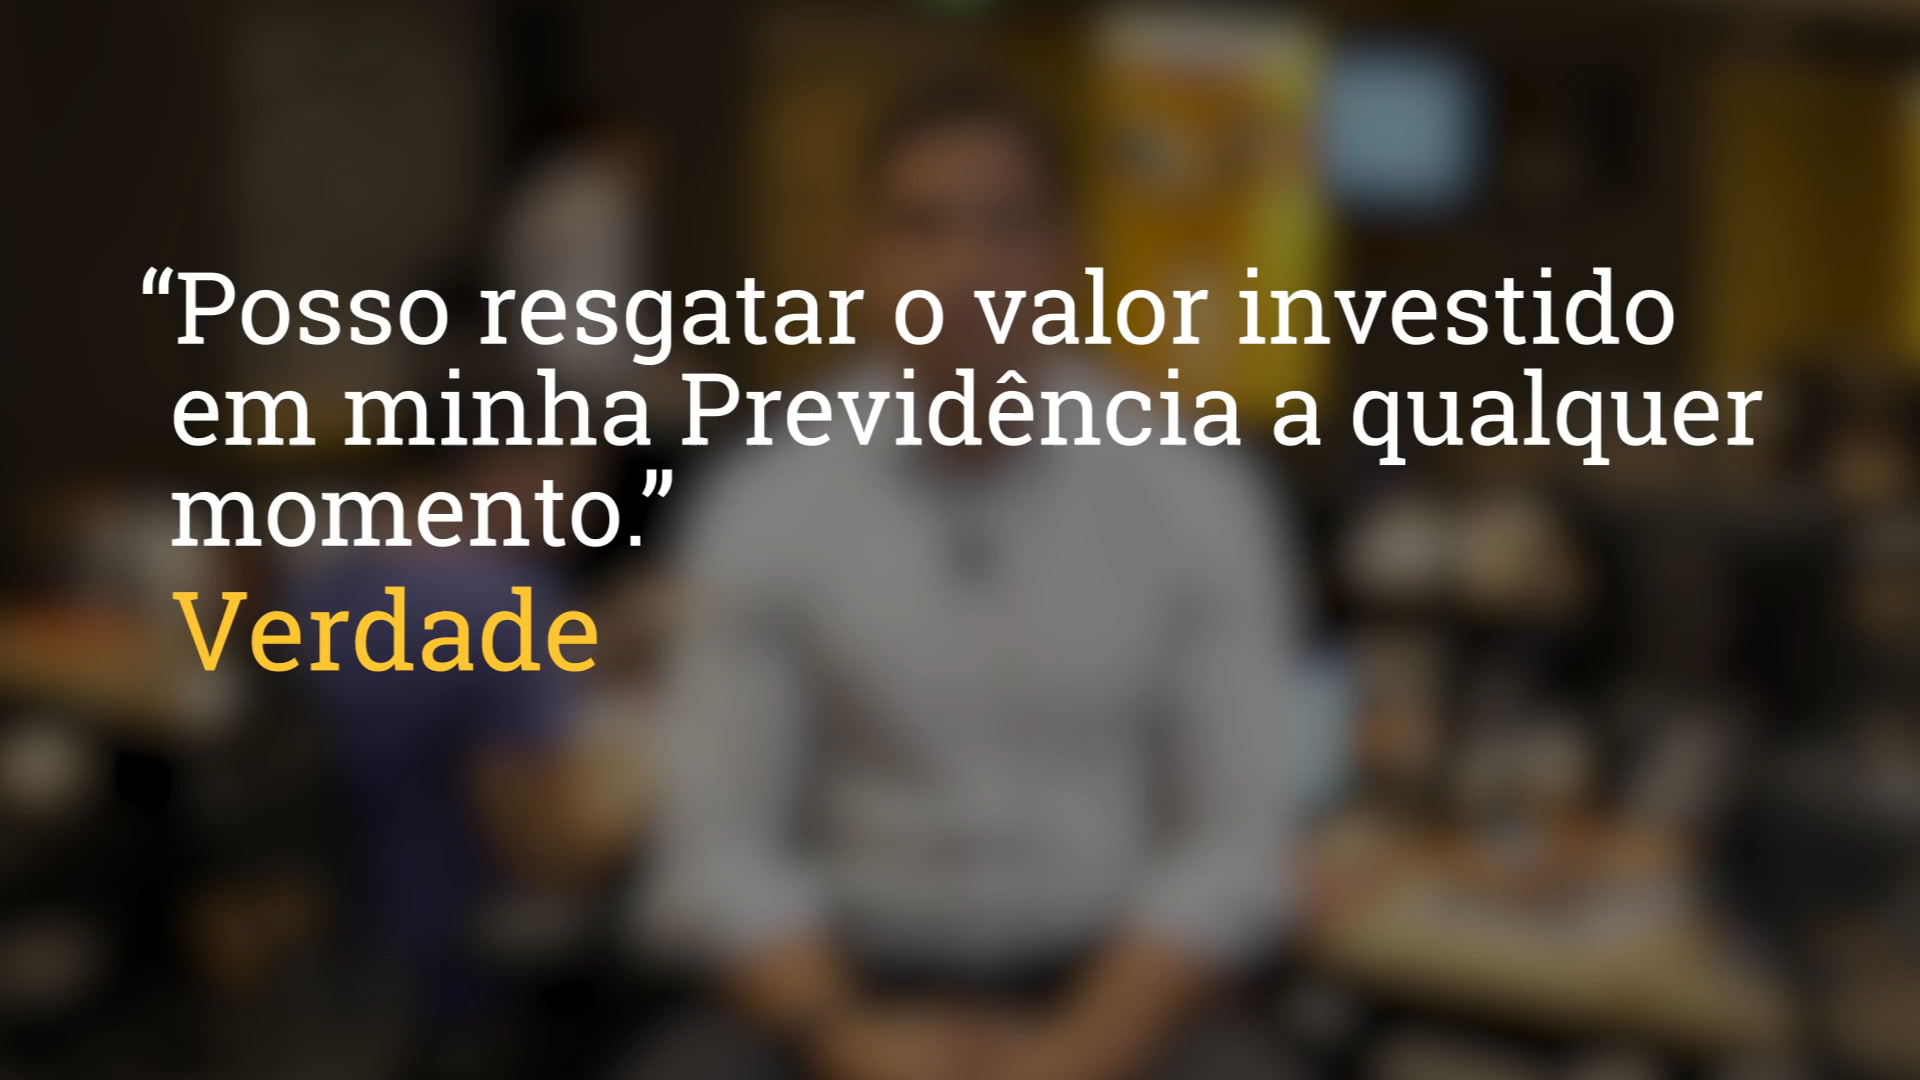 “Posso resgatar o valor investido
em minha Previdência a qualquer
momento.”
Verdade